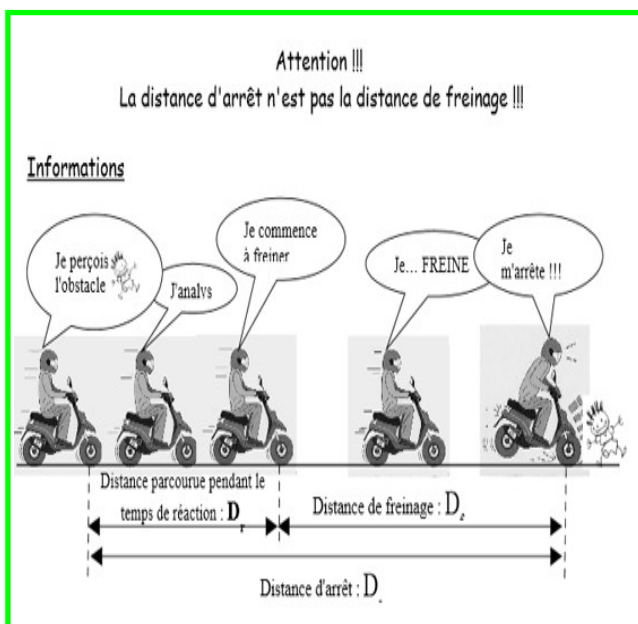 Attention !!!
La distance d'arrêt n'est pas la distance de freinage !!!
Informations
Je perçois
l'obstacle
J'analys
Je commence
à freiner
Je... FREINE
Je
m'arrête !!!
Distance parcourue pendant le
temps de réaction : Dr
Distance de freinage : D
Distance d'arrêt : D